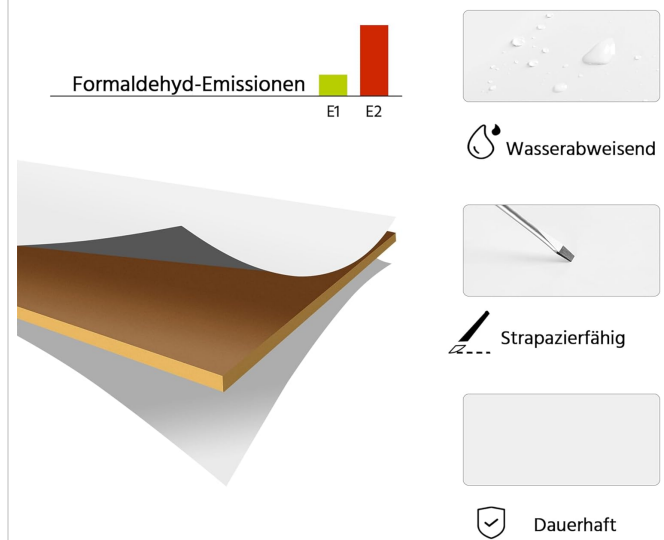 Formaldehyd-Emissionen
E1 E2
Wasserabweisend
Strapazierfähig
Dauerhaft